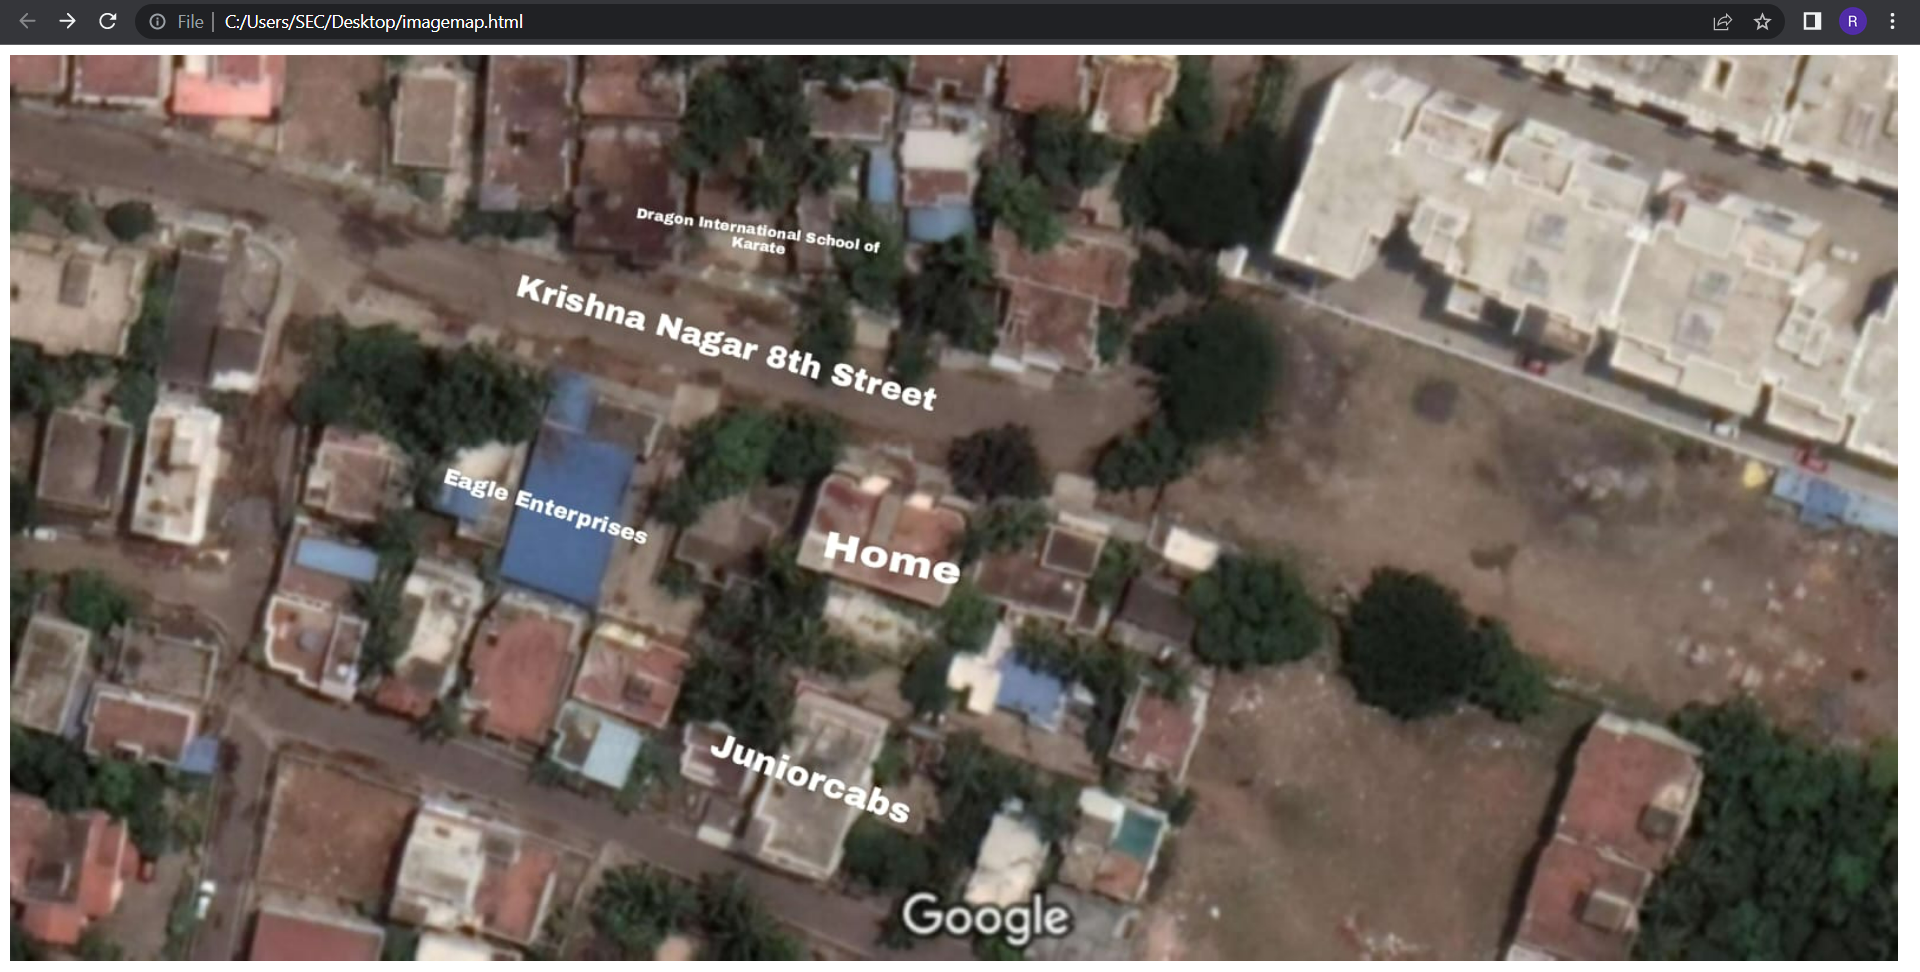 File
C:/Users/SEC/Desktop/imagemap.html
R
Dragon International School of
Karate
Krishna Nagar 8th Street
Eagle Enterprises
Home
Juniorcabs
Google